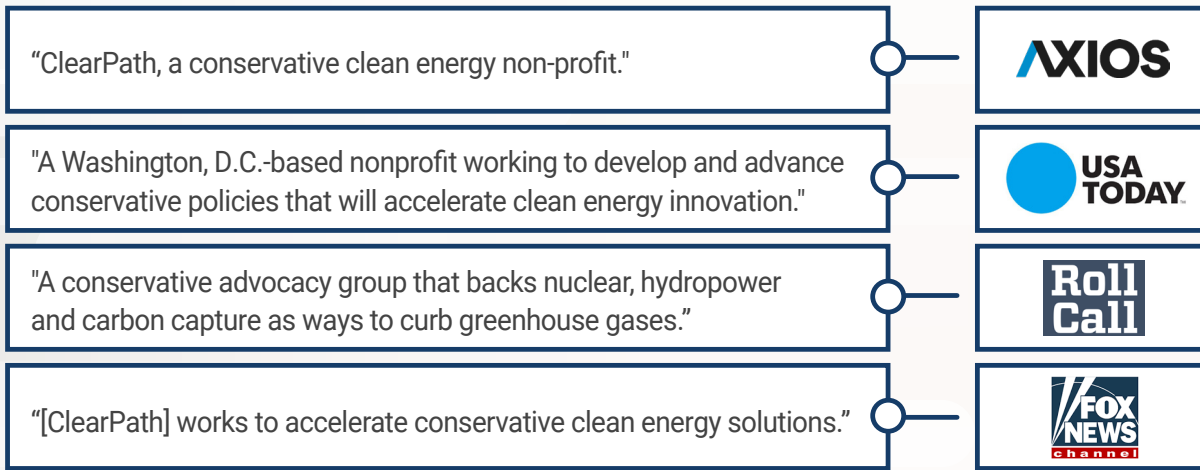 “ClearPath, a conservative clean energy non-profit."
AXIOS
"A Washington, D.C.-based nonprofit working to develop and advance
conservative policies that will accelerate clean energy innovation."
USA
TODAY
"A conservative advocacy group that backs nuclear, hydropower
and carbon capture as ways to curb greenhouse gases.”
Roll
Call
“[ClearPath] works to accelerate conservative clean energy solutions.”
FOX
NEWS
channel